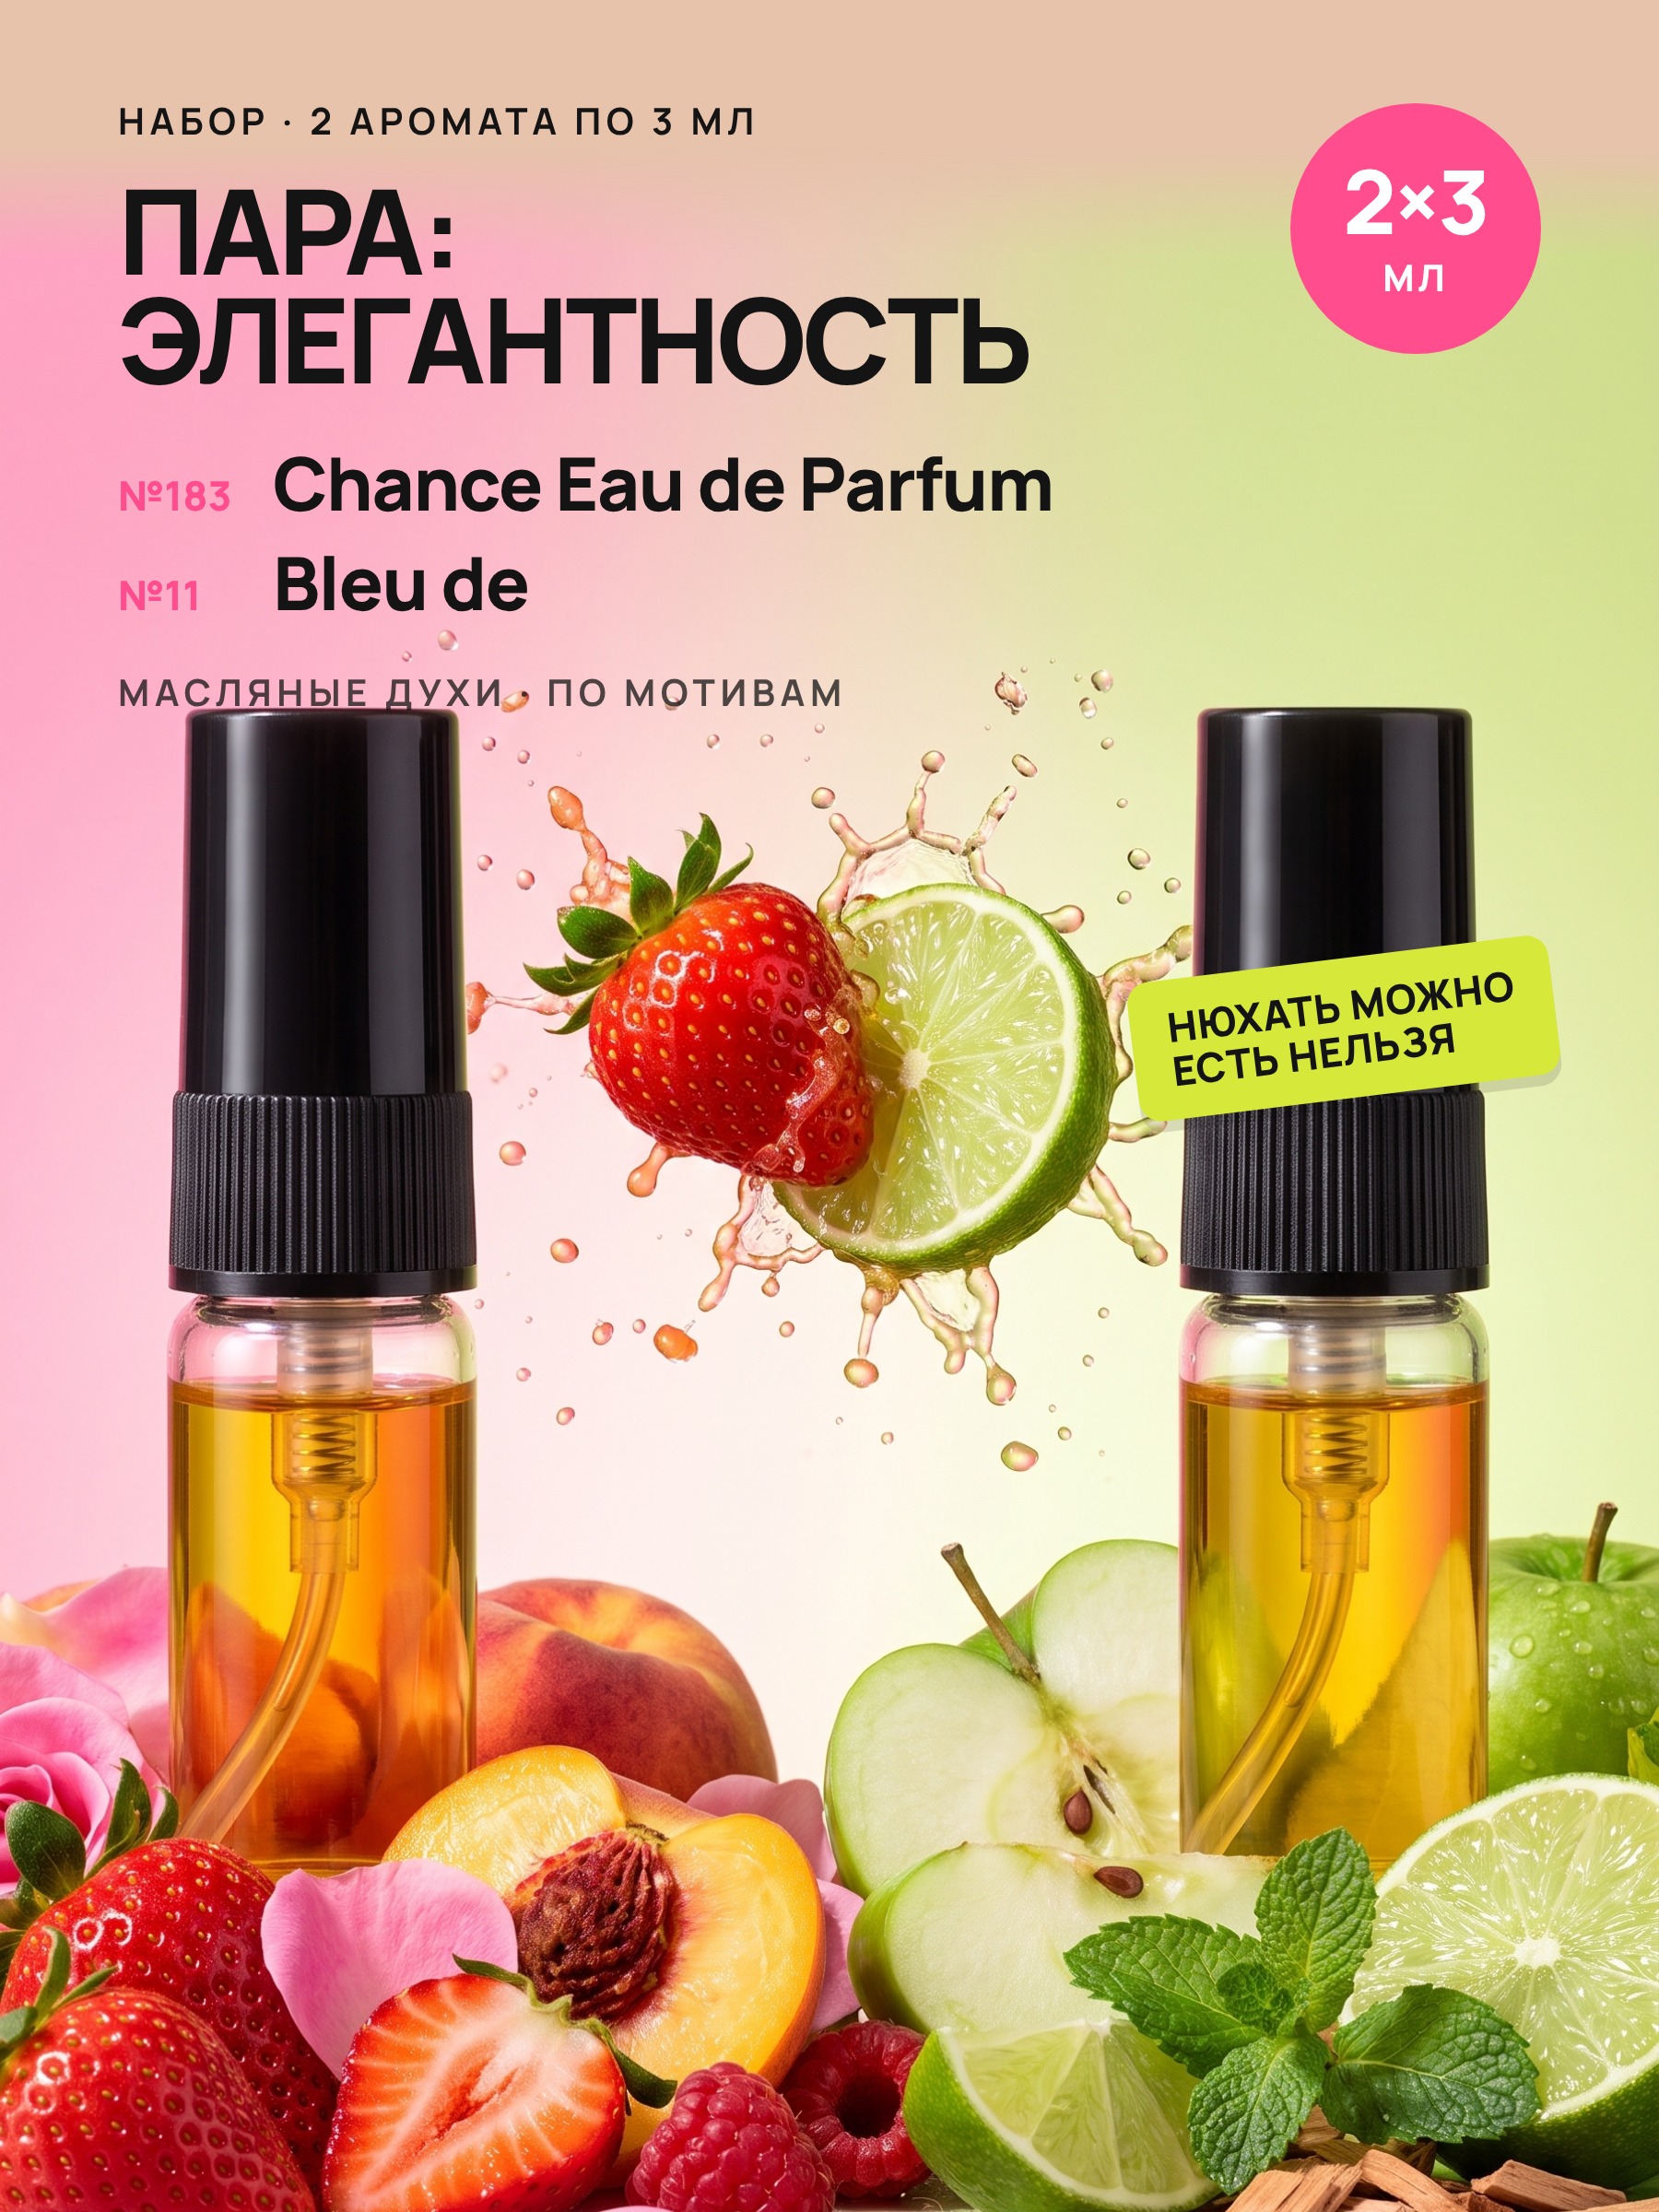 НАБОР · 2 АРОМАТА ПО 3 МЛ
2×3
МЛ
ПАРА:
ЭЛЕГАНТНОСТЬ
№183 Chance Eau de Parfum
№11 Bleu de
МАСЛЯНЫЕ ДУХИ · ПО МОТИВАМ
НЮХАТЬ МОЖНО
ЕСТЬ НЕЛЬЗЯ